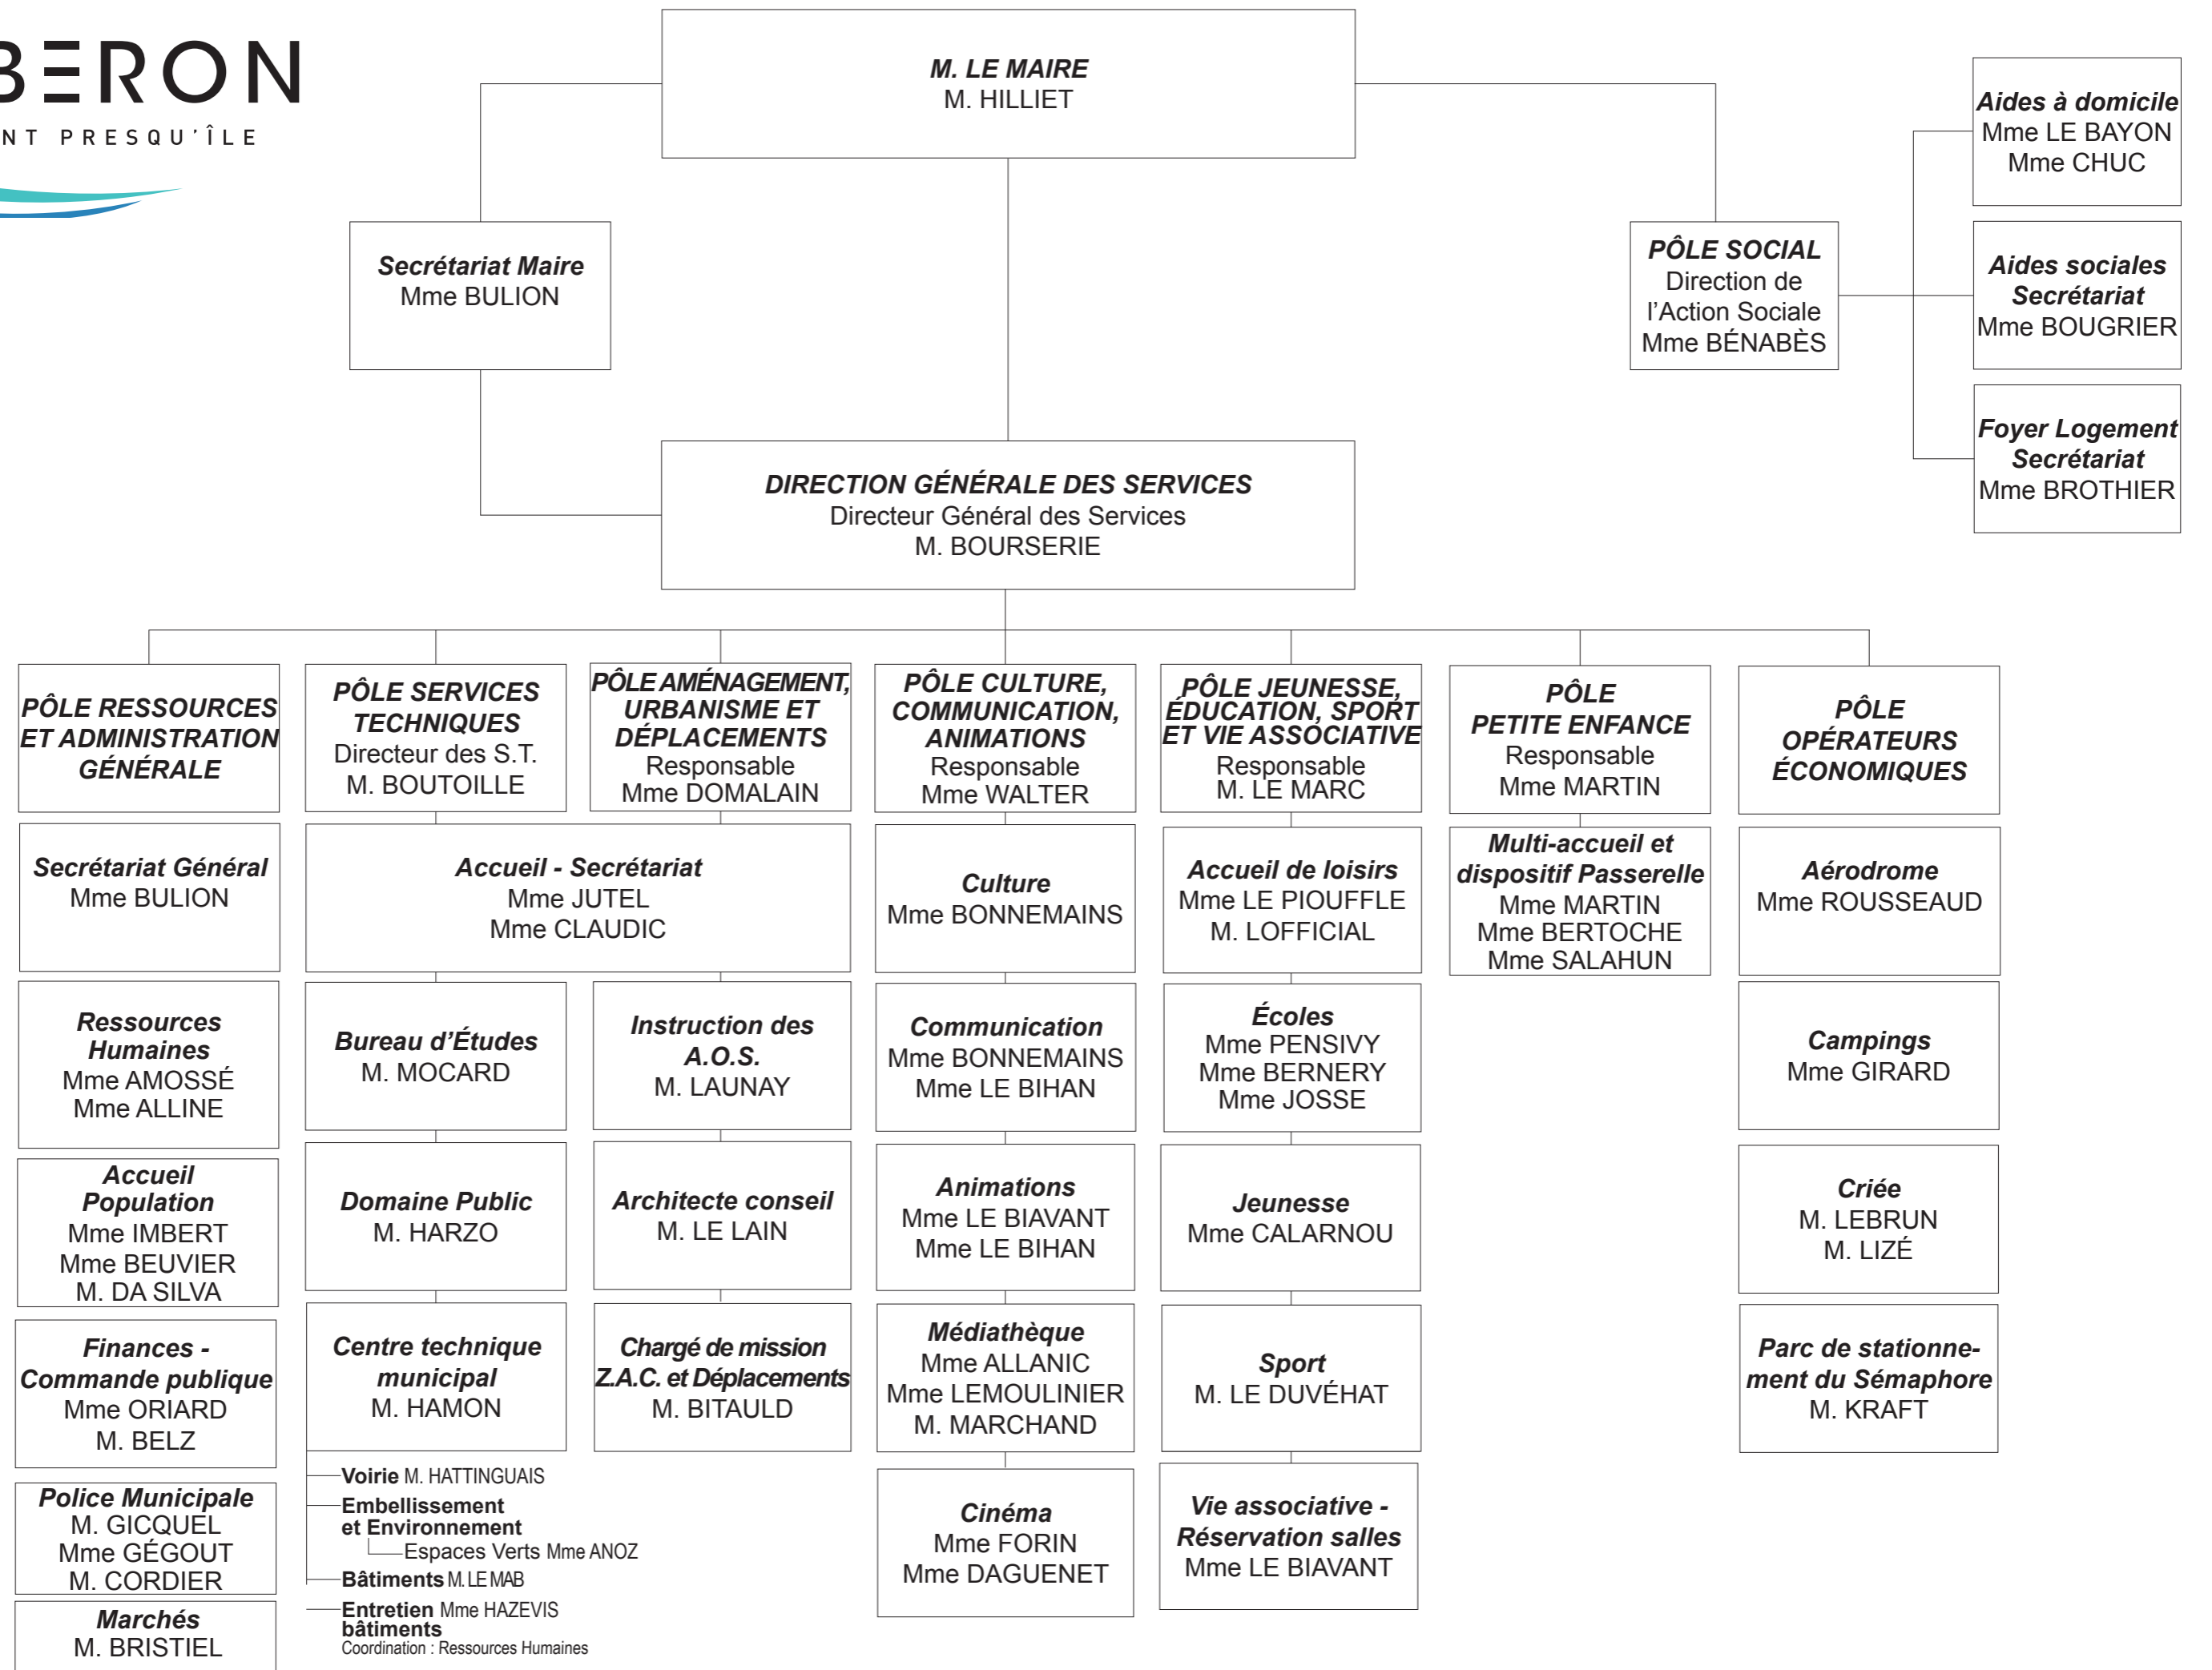 BERON
NT PRESQU'ÎLE
M. LE MAIRE
M. HILLIET
Secrétariat Maire
Mme BULION
PÔLE SOCIAL
Direction de
l'Action Sociale
Mme BÉNABÈS
Aides à domicile
Mme LE BAYON
Mme CHUC
Aides sociales
Secrétariat
Mme BOUGRIER
Foyer Logement
Secrétariat
Mme BROTHIER
DIRECTION GÉNÉRALE DES SERVICES
Directeur Général des Services
M. BOURSERIE
PÔLE RESSOURCES
ET ADMINISTRATION
GÉNÉRALE
Secrétariat Général
Mme BULION
Ressources
Humaines
Mme AMOSSÉ
Mme ALLINE
Accueil
Population
Mme IMBERT
Mme BEUVIER
M. DA SILVA
Finances -
Commande publique
Mme ORIARD
M. BELZ
Police Municipale
M. GICQUEL
Mme GÉGOUT
M. CORDIER
Marchés
M. BRISTIEL
PÔLE SERVICES
TECHNIQUES
Directeur des S.T.
M. BOUTOILLE
PÔLE AMÉNAGEMENT,
URBANISME ET
DÉPLACEMENTS
Responsable
Mme DOMALAIN
Accueil - Secrétariat
Mme JUTEL
Mme CLAUDIC
Bureau d'Études
M. MOCARD
Domaine Public
M. HARZO
Centre technique
municipal
M. HAMON
Voirie M. HATTINGUAIS
Embellissement
et Environnement
Espaces Verts Mme ANOZ
Bâtiments M. LE MAB
Entretien Mme HAZEVIS
bâtiments
Coordination : Ressources Humaines
Instruction des
A.O.S.
M. LAUNAY
Architecte conseil
M. LE LAIN
Chargé de mission
Z.A.C. et Déplacements
M. BITAULD
PÔLE CULTURE,
COMMUNICATION,
ANIMATIONS
Responsable
Mme WALTER
Culture
Mme BONNEMAINS
Communication
Mme BONNEMAINS
Mme LE BIHAN
Animations
Mme LE BIAVANT
Mme LE BIHAN
Médiathèque
Mme ALLANIC
Mme LEMOULINIER
M. MARCHAND
Cinéma
Mme FORIN
Mme DAGUENET
PÔLE JEUNESSE,
ÉDUCATION, SPORT
ET VIE ASSOCIATIVE
Responsable
M. LE MARC
Accueil de loisirs
Mme LE PIOUFFLE
M. LOFFICIAL
Écoles
Mme PENSIVY
Mme BERNERY
Mme JOSSE
Jeunesse
Mme CALARNOU
Sport
M. LE DUVÉHAT
Vie associative -
Réservation salles
Mme LE BIAVANT
PÔLE
PETITE ENFANCE
Responsable
Mme MARTIN
Multi-accueil et
dispositif Passerelle
Mme MARTIN
Mme BERTOCHE
Mme SALAHUN
PÔLE
OPÉRATEURS
ÉCONOMIQUES
Aérodrome
Mme ROUSSEAUD
Campings
Mme GIRARD
Criée
M. LEBRUN
M. LIZÉ
Parc de stationne-
ment du Sémaphore
M. KRAFT